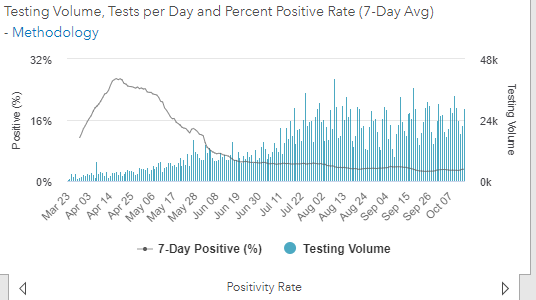 Testing Volume, Tests per Day and Percent Positive Rate (7-Day Avg)
- Methodology
32%
48k
Positive (%)
16%
24k
Testing Volume
0%
0k
Mar 23
Apr 03
Apr 14
Apr 25
May 06
May 17
May 28
Jun 08
Jun 19
Jun 30
Jul 11
Jul 22
Aug 02
Aug 13
Aug 24
Sep 04
Sep 15
Sep 26
Oct 07
7-Day Positive (%)
Testing Volume
Positivity Rate